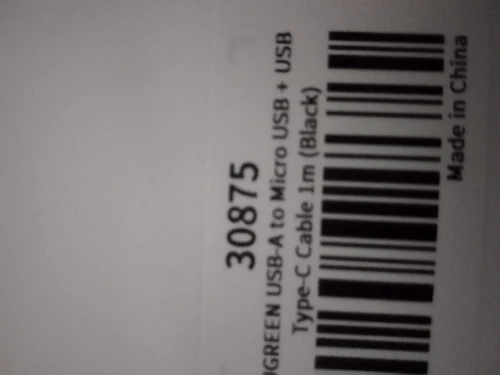 30875
UGREEN USB-A to Micro USB + USB
Type-C Cable 1m (Black)
Made in China